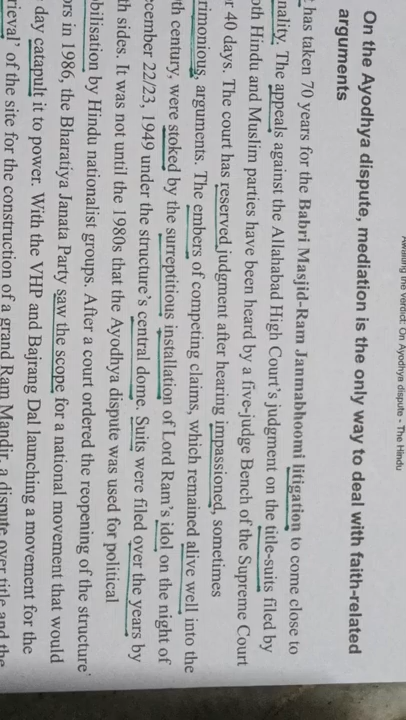 Awaiting the verdict: On Ayodhya dispute - The Hindu
On the Ayodhya dispute, mediation is the only way to deal with faith-related
arguments
has taken 70 years for the Babri Masjid-Ram Janmabhoomi litigation to come close to
nality. The appeals against the Allahabad High Court's judgment on the title-suits filed by
oth Hindu and Muslim parties have been heard by a five-judge Bench of the Supreme Court
r 40 days. The court has reserved judgment after hearing impassioned, sometimes
rimonious, arguments. The embers of competing claims, which remained alive well into the
th century, were stoked by the surreptitious installation of Lord Ram's idol on the night of
cember 22/23, 1949 under the structure's central dome. Suits were filed over the years by
th sides. It was not until the 1980s that the Ayodhya dispute was used for political
bilisation by Hindu nationalist groups. After a court ordered the reopening of the structure'
ors in 1986, the Bharatiya Janata Party saw the scope for a national movement that would
day catapult it to power. With the VHP and Bajrang Dal launching a movement for the
rieval' of the site for the construction of a grand Ram Mandir, a dispute over title and the